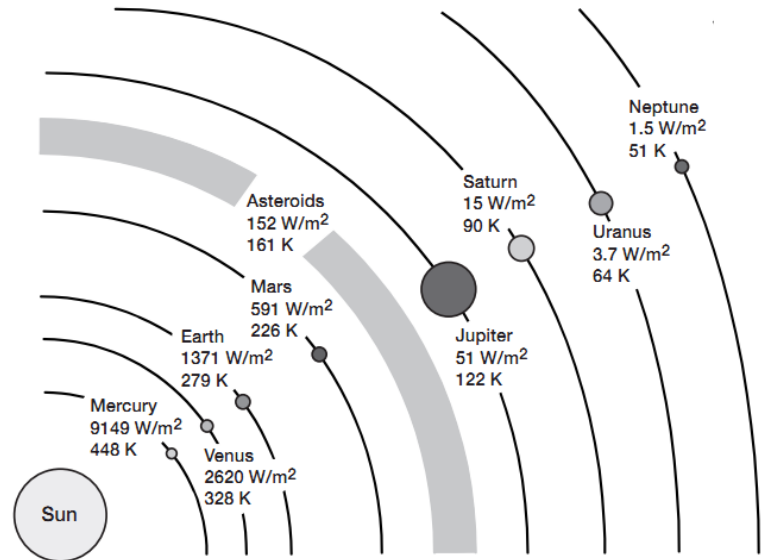 Neptune
1.5 W/m²
51 K
Saturn
15 W/m²
90 K
Uranus
3.7 W/m²
64 K
Asteroids
152 W/m²
161 K
Mars
591 W/m²
226 K
Jupiter
51 W/m²
122 K
Earth
1371 W/m²
279 K
Mercury
9149 W/m²
448 K
Venus
2620 W/m²
328 K
Sun